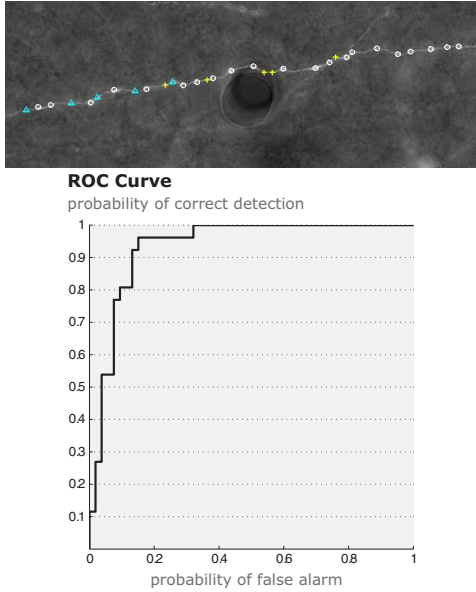 ROC Curve
probability of correct detection
1
0.9
0.8
0.7
0.6
0.5
0.4
0.3
0.2
0.1
0 0.2 0.4 0.6 0.8 1
probability of false alarm